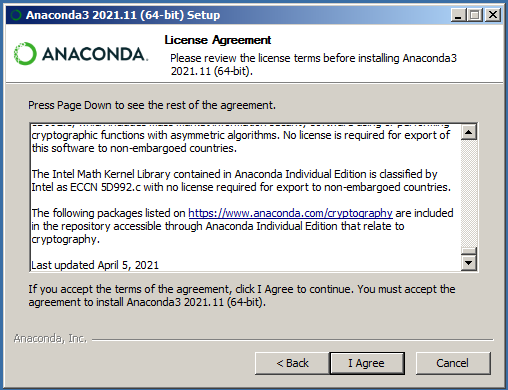 Anaconda3 2021.11 (64-bit) Setup
ANACONDA.
License Agreement
Please review the license terms before installing Anaconda3
2021.11 (64-bit).
Press Page Down to see the rest of the agreement.
cryptographic functions with asymmetric algorithms. No license is required for export of
this software to non-embargoed countries.
The Intel Math Kernel Library contained in Anaconda Individual Edition is classified by
Intel as ECCN 5D992.c with no license required for export to non-embargoed countries.
The following packages listed on https://www.anaconda.com/cryptography are included
in the repository accessible through Anaconda Individual Edition that relate to
cryptography.
Last updated April 5, 2021
If you accept the terms of the agreement, click I Agree to continue. You must accept the
agreement to install Anaconda3 2021.11 (64-bit).
Anaconda, Inc.
< Back
I Agree
Cancel